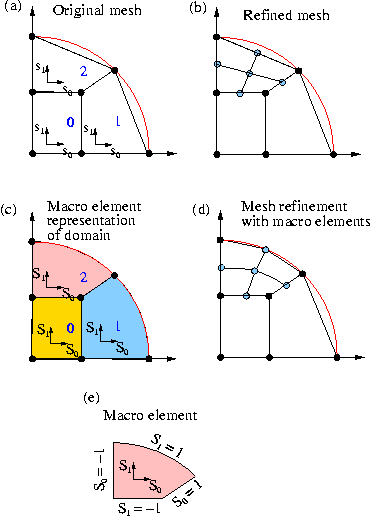 (a) Original mesh
2
S₁
S₀
0
1
S₁
S₀
S₁
S₀
(b) Refined mesh
(c) Macro element
representation
of domain
2
S₁
S₀
0
1
S₁
S₀
S₁
S₀
(d) Mesh refinement
with macro elements
(e)
Macro element
S₁ = 1
S₀ = −1
S₁
S₀
S₀ = 1
S₁ = −1